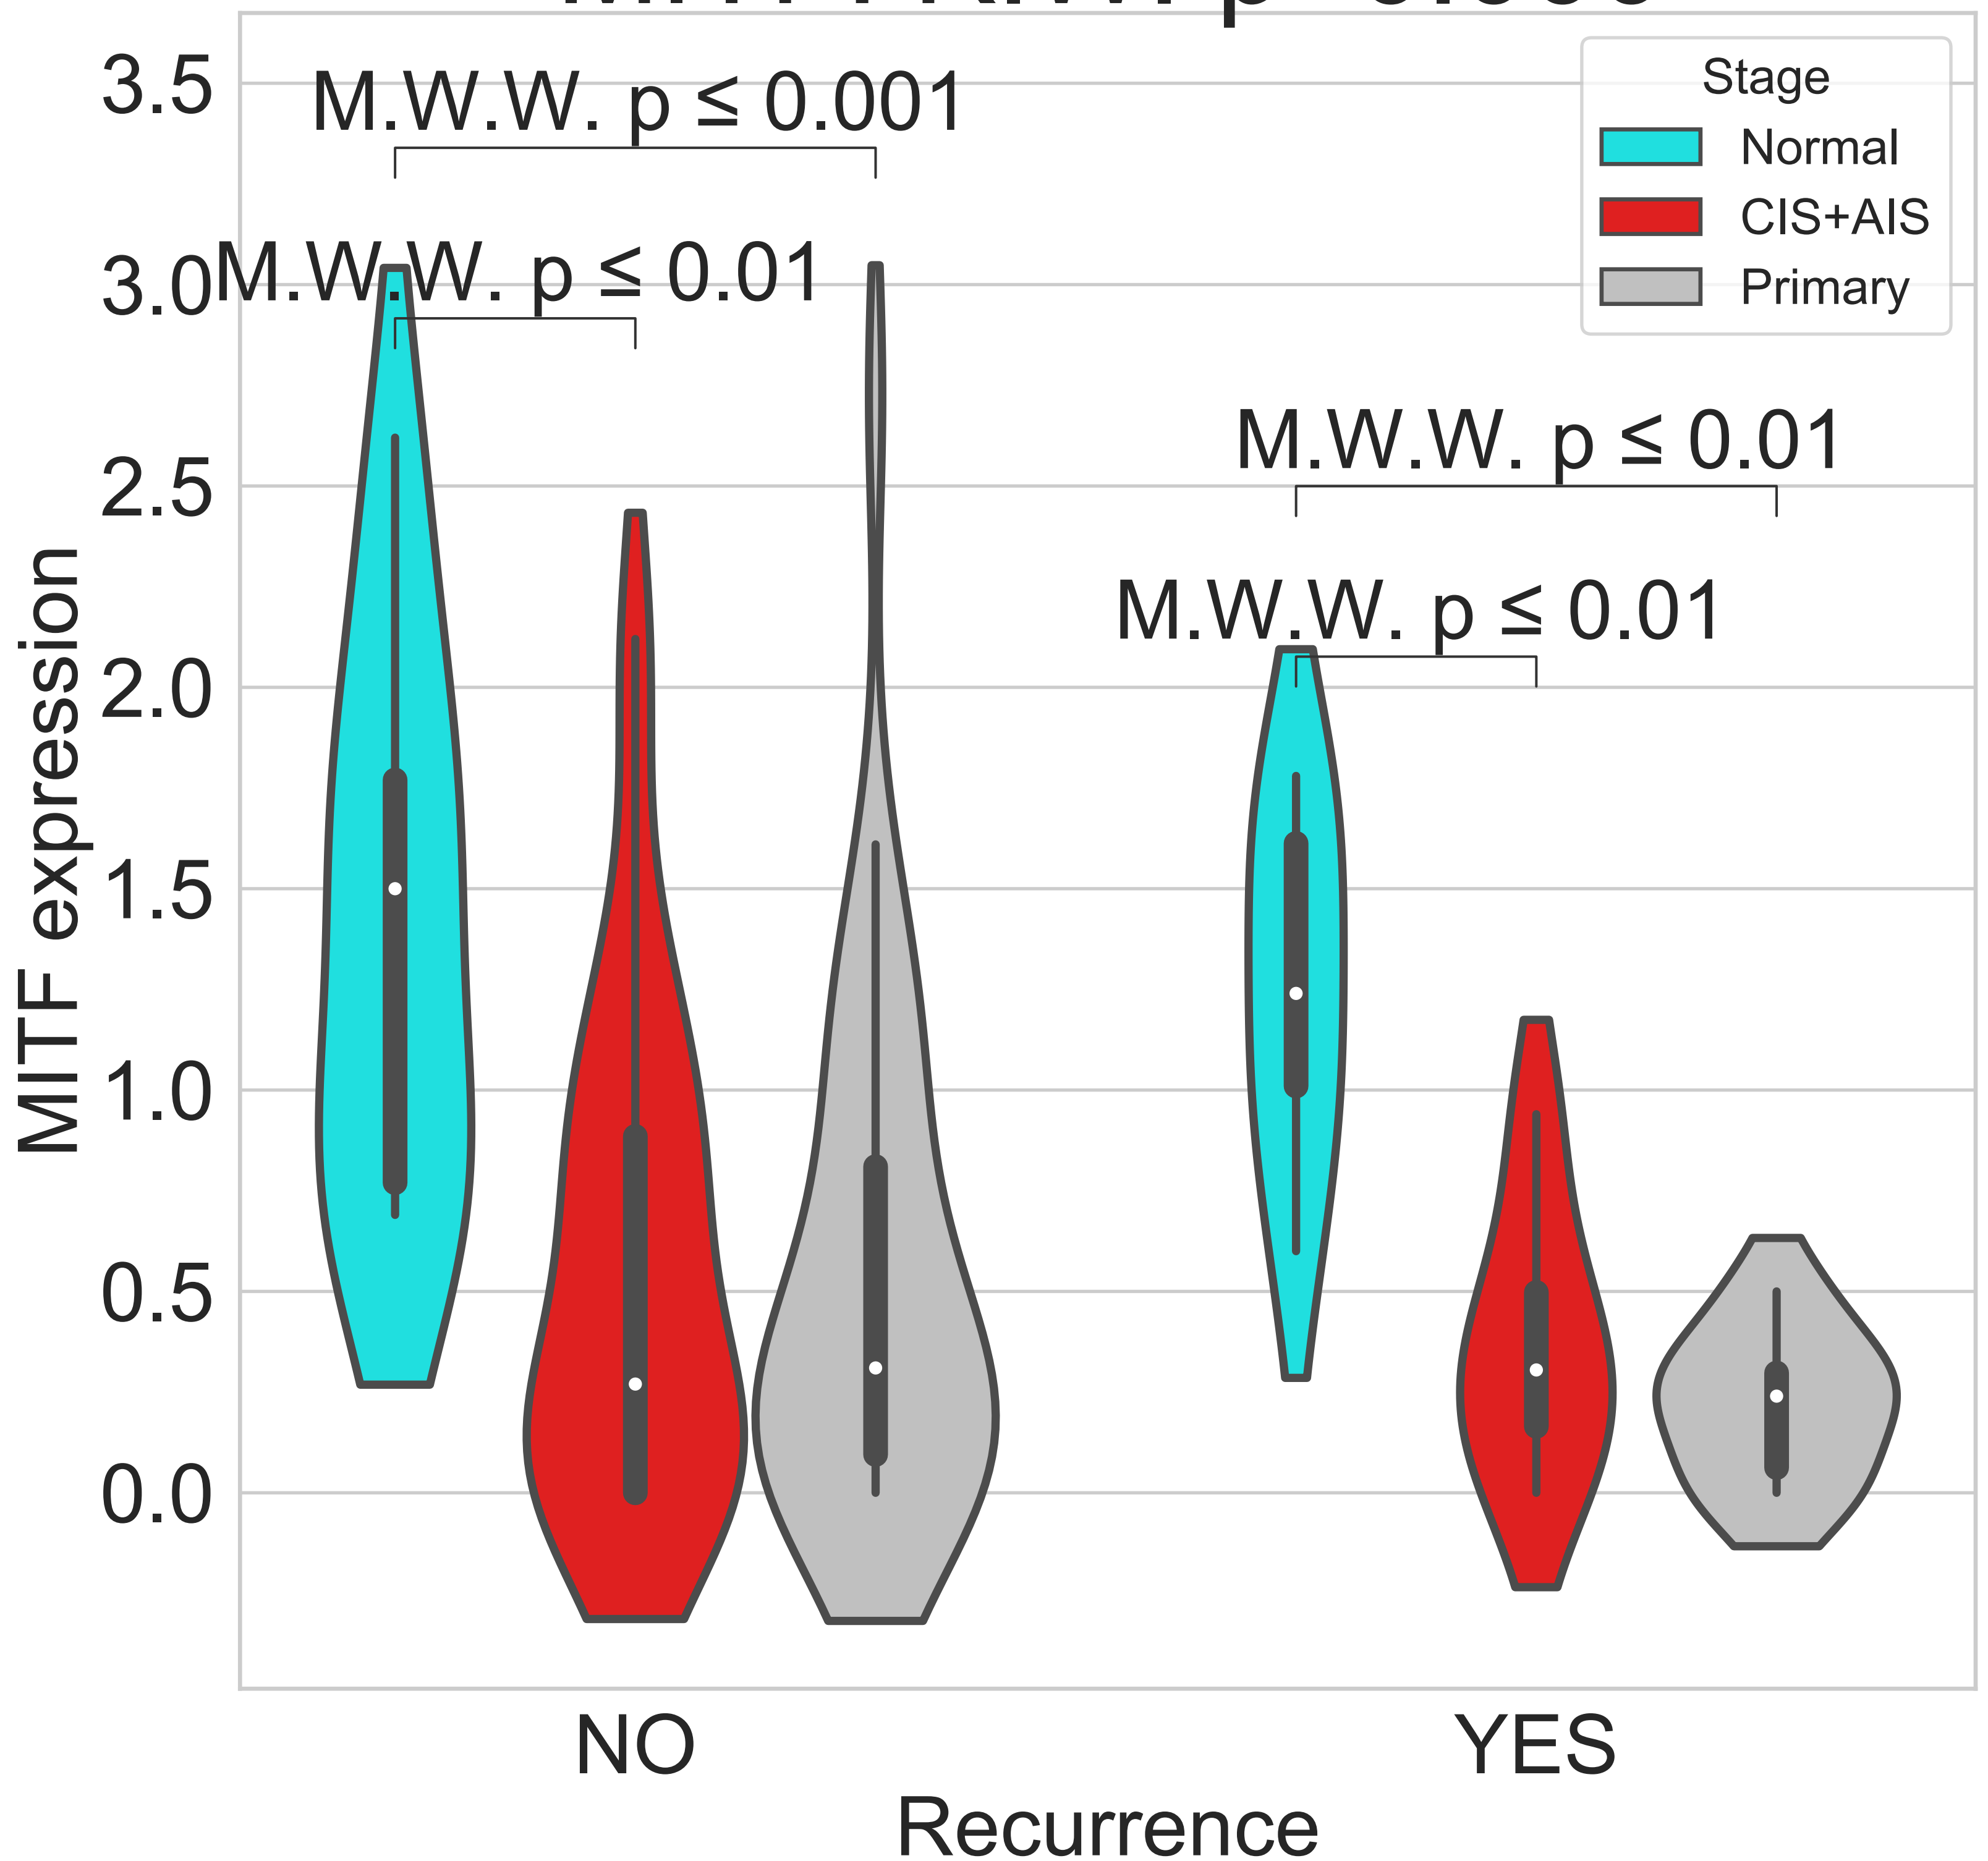 3.5
3.0
2.5
2.0
1.5
1.0
0.5
0.0
MITF expression
M.W.W. p ≤ 0.001
M.W.W. p ≤ 0.01
M.W.W. p ≤ 0.01
M.W.W. p ≤ 0.01
Stage
Normal
CIS+AIS
Primary
NO
YES
Recurrence